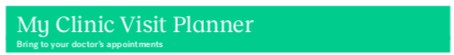 My Clinic Visit Planner
Bring to your doctor's appointments